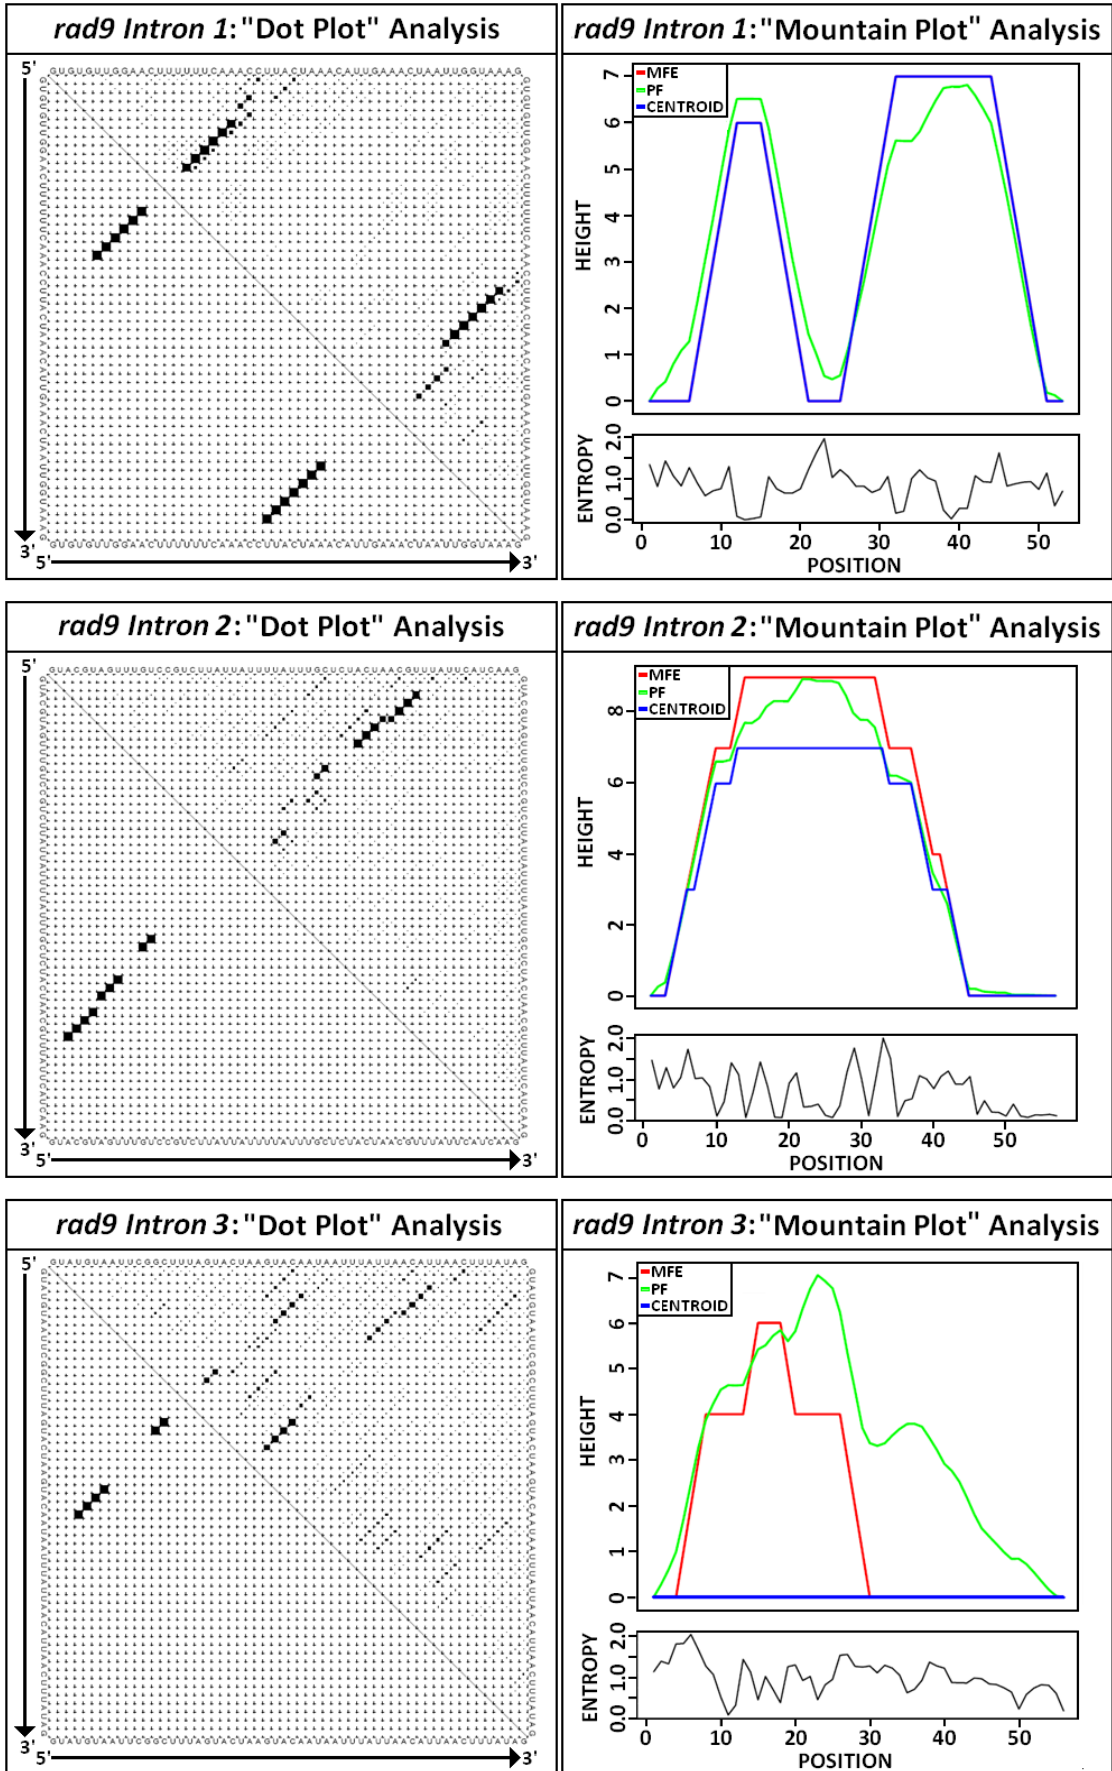 rad9 Intron 1: "Dot Plot" Analysis
5'
3'
5'
3'
rad9 Intron 1: "Mountain Plot" Analysis
MFE
PF
CENTROID
HEIGHT
7
6
5
4
3
2
1
0
ENTROPY
2.0
1.0
0.0
0 10 20 30 40 50
POSITION
rad9 Intron 2: "Dot Plot" Analysis
5'
3'
5'
3'
rad9 Intron 2: "Mountain Plot" Analysis
MFE
PF
CENTROID
HEIGHT
8
6
4
2
0
ENTROPY
2.0
1.0
0.0
0 10 20 30 40 50
POSITION
rad9 Intron 3: "Dot Plot" Analysis
5'
3'
5'
3'
rad9 Intron 3: "Mountain Plot" Analysis
MFE
PF
CENTROID
HEIGHT
7
6
5
4
3
2
1
0
ENTROPY
2.0
1.0
0.0
0 10 20 30 40 50
POSITION